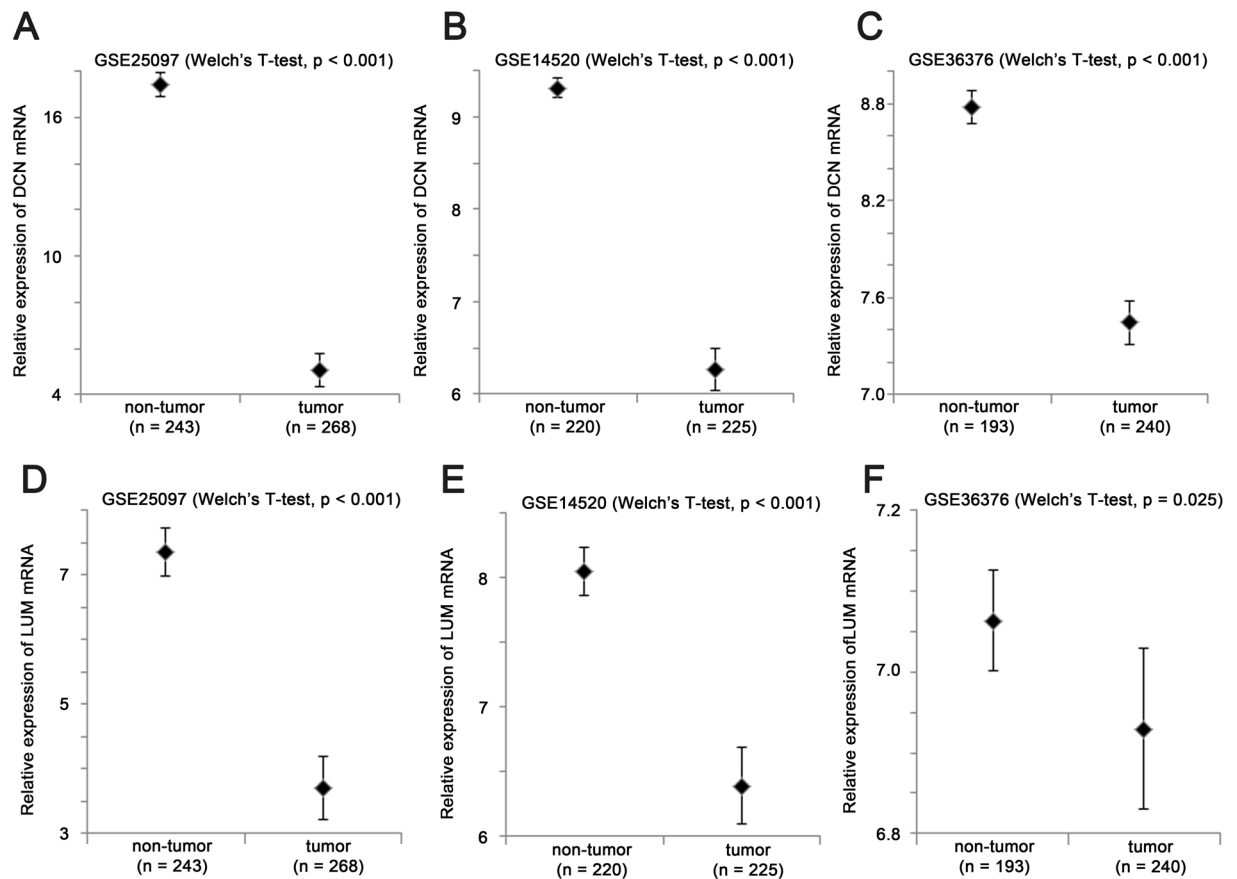 A
GSE25097 (Welch's T-test, p < 0.001)
Relative expression of DCN mRNA
16
10
4
non-tumor
(n = 243)
tumor
(n = 268)
B
GSE14520 (Welch's T-test, p < 0.001)
Relative expression of DCN mRNA
9
8
7
6
non-tumor
(n = 220)
tumor
(n = 225)
C
GSE36376 (Welch's T-test, p < 0.001)
Relative expression of DCN mRNA
8.8
8.2
7.6
7.0
non-tumor
(n = 193)
tumor
(n = 240)
D
GSE25097 (Welch's T-test, p < 0.001)
Relative expression of LUM mRNA
7
5
3
non-tumor
(n = 243)
tumor
(n = 268)
E
GSE14520 (Welch's T-test, p < 0.001)
Relative expression of LUM mRNA
8
7
6
non-tumor
(n = 220)
tumor
(n = 225)
F
GSE36376 (Welch's T-test, p = 0.025)
Relative expression ofLUM mRNA
7.2
7.0
6.8
non-tumor
(n = 193)
tumor
(n = 240)